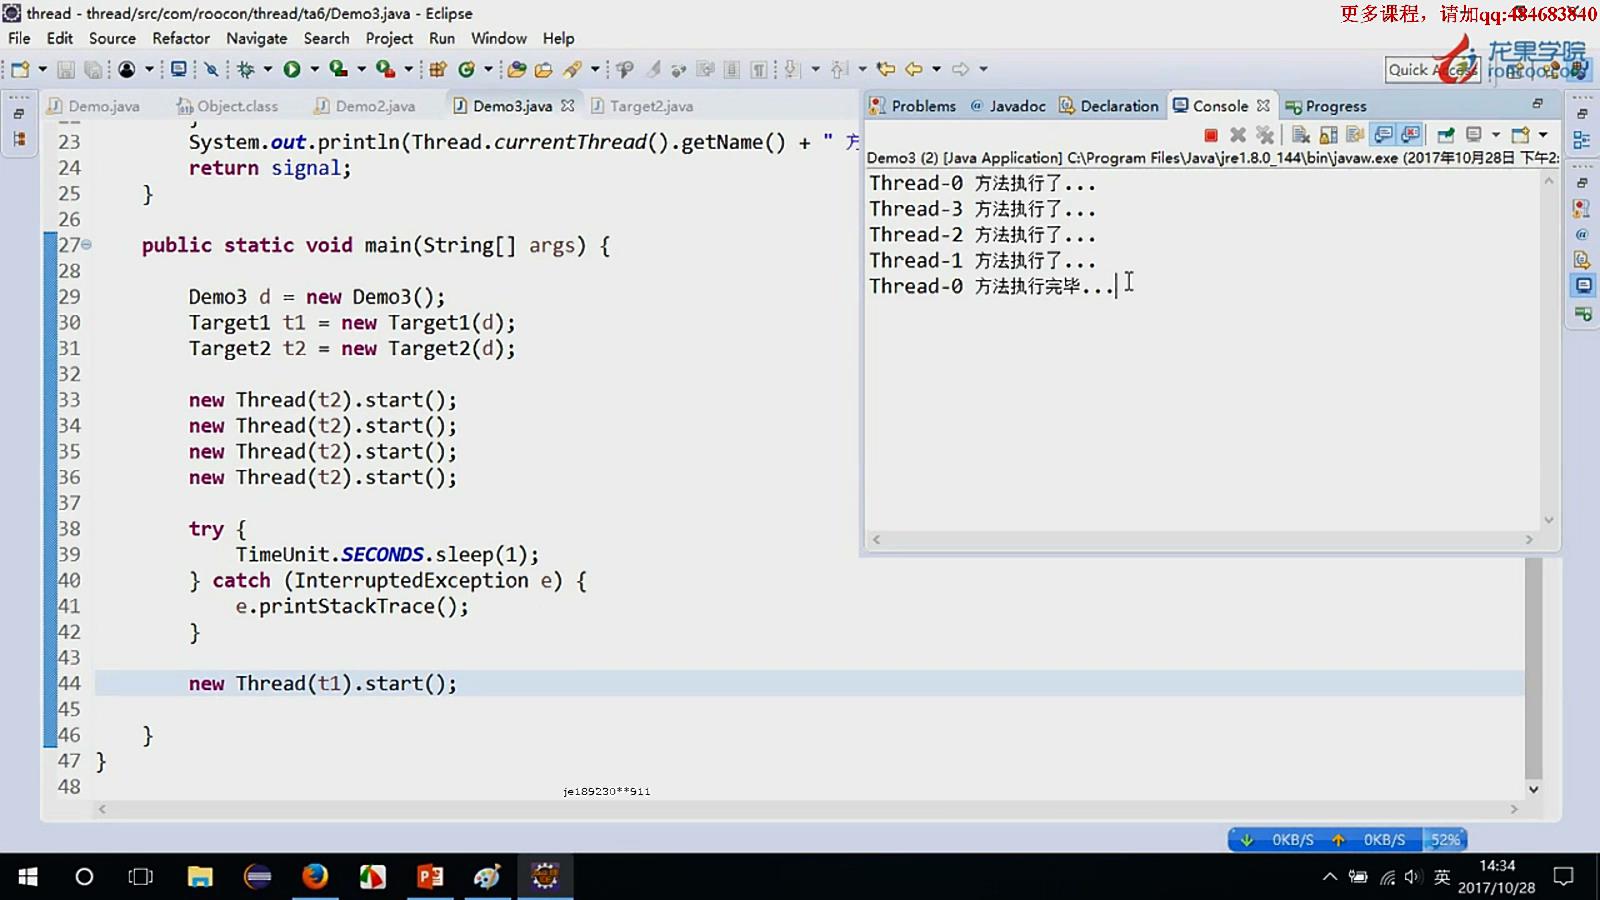 thread - thread/src/com/roocon/thread/ta6/Demo3.java - Eclipse
更多课程，请加qq:484683840
File Edit Source Refactor Navigate Search Project Run Window Help
龙果学院
Quick Access
Demo.java Object.class Demo2.java Demo3.java Target2.java
Problems Javadoc Declaration Console Progress
Demo3 (2) [Java Application] C:\Program Files\Java\jre1.8.0_144\bin\javaw.exe (2017年10月28日 下午2:
Thread-0 方法执行了...
Thread-3 方法执行了...
Thread-2 方法执行了...
Thread-1 方法执行了...
Thread-0 方法执行完毕...
23 System.out.println(Thread.currentThread().getName() + " 方
24 return signal;
25 }
26
27 public static void main(String[] args) {
28
29 Demo3 d = new Demo3();
30 Target1 t1 = new Target1(d);
31 Target2 t2 = new Target2(d);
32
33 new Thread(t2).start();
34 new Thread(t2).start();
35 new Thread(t2).start();
36 new Thread(t2).start();
37
38 try {
39 TimeUnit.SECONDS.sleep(1);
40 } catch (InterruptedException e) {
41 e.printStackTrace();
42 }
43
44 new Thread(t1).start();
45
46 }
47 }
48
je189230**911
0KB/S 0KB/S 52%
英
14:34
2017/10/28